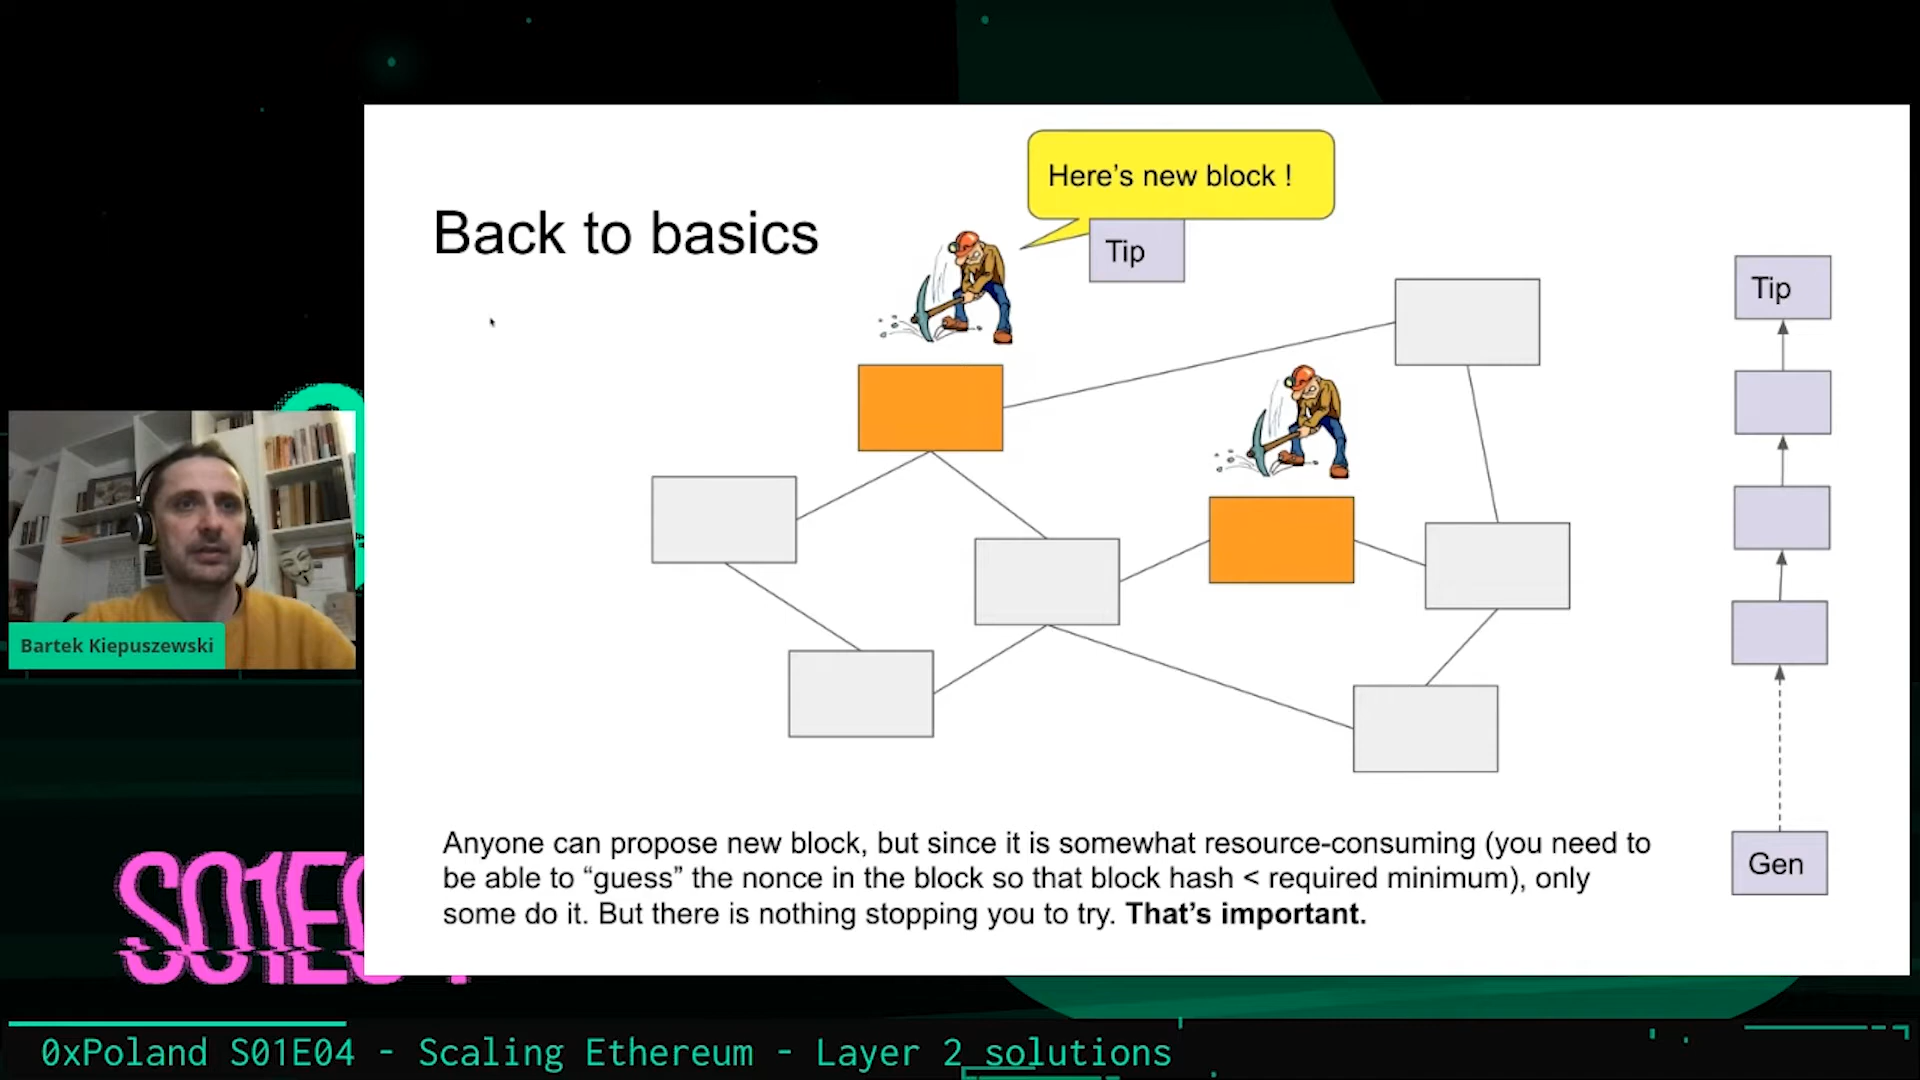 Here's new block !
Back to basics
Tip
Tip
Bartek Kiepuszewski
Anyone can propose new block, but since it is somewhat resource-consuming (you need to
be able to “guess” the nonce in the block so that block hash < required minimum), only
some do it. But there is nothing stopping you to try. That's important.
Gen
0xPoland S01E04 - Scaling Ethereum - Layer 2 solutions